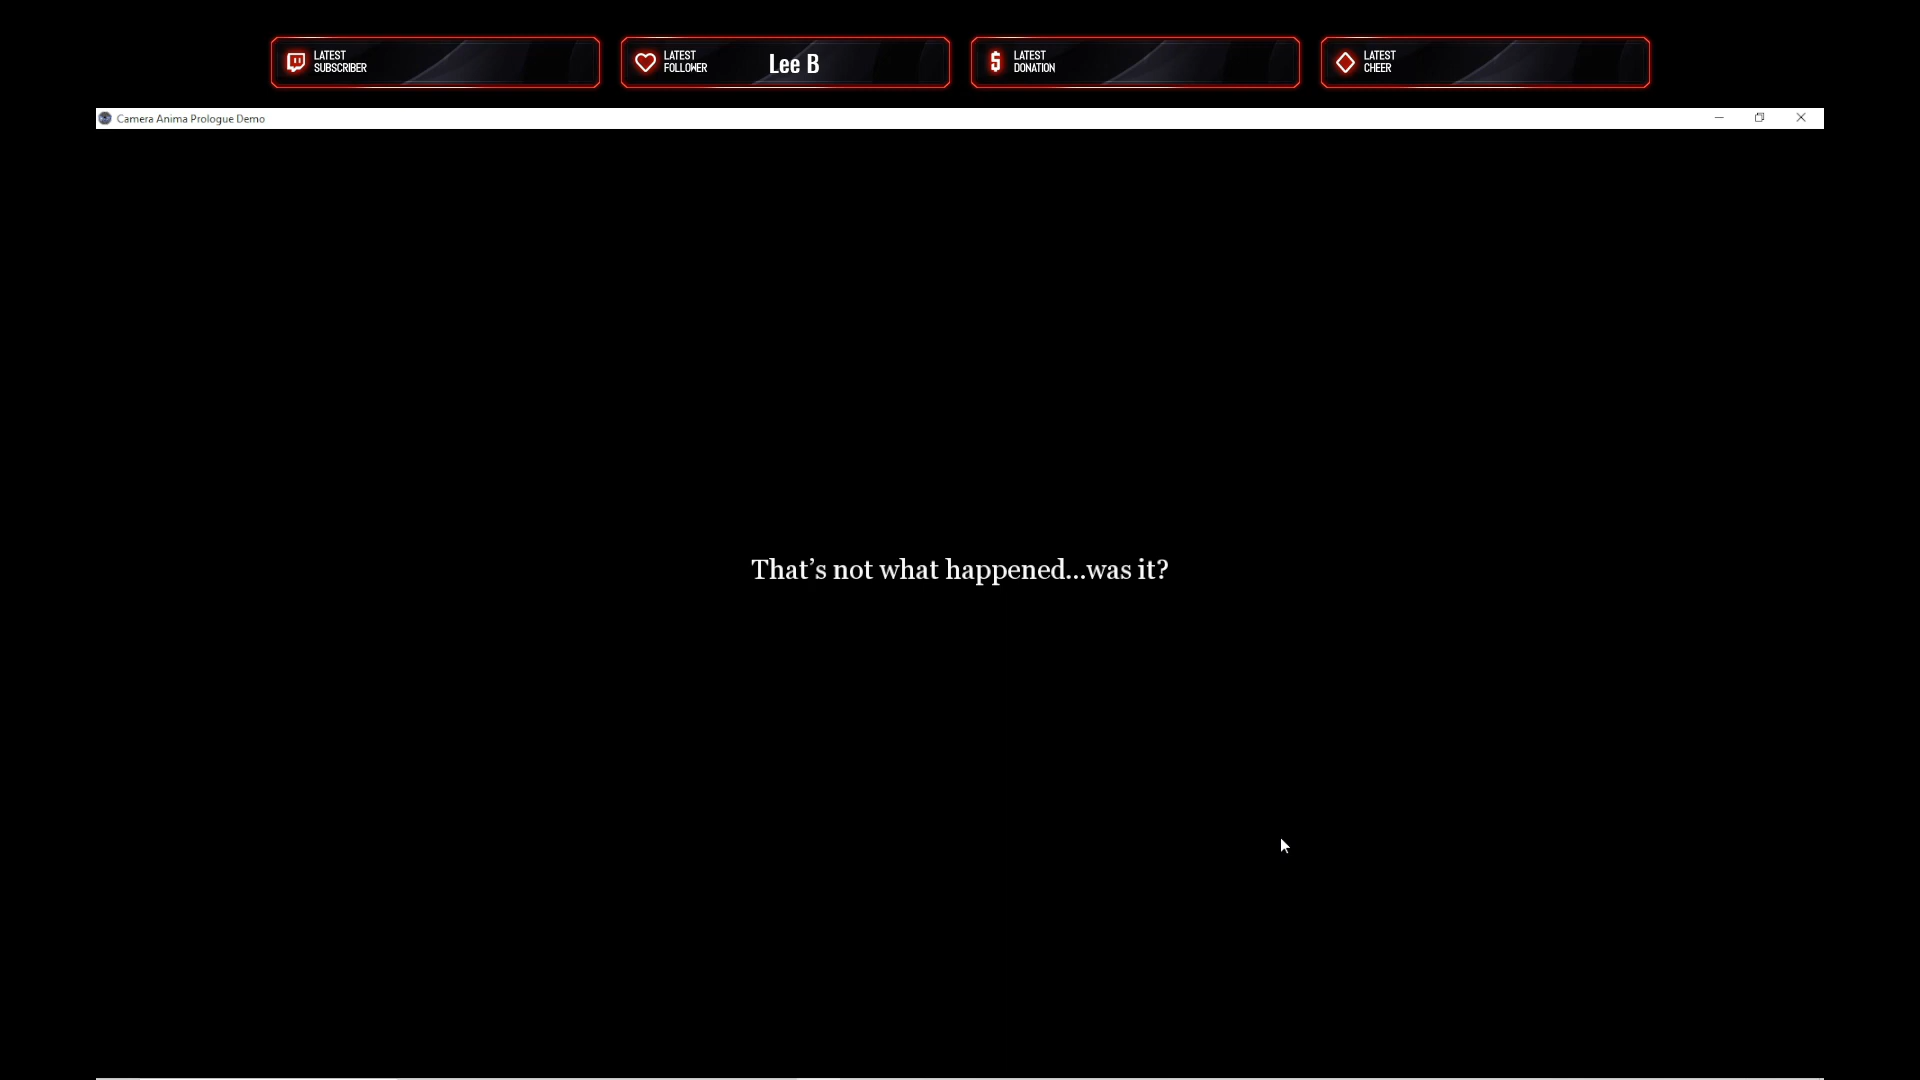 LATEST
SUBSCRIBER
LATEST
FOLLOWER
Lee B
LATEST
DONATION
LATEST
CHEER
Camera Anima Prologue Demo
That’s not what happened...was it?